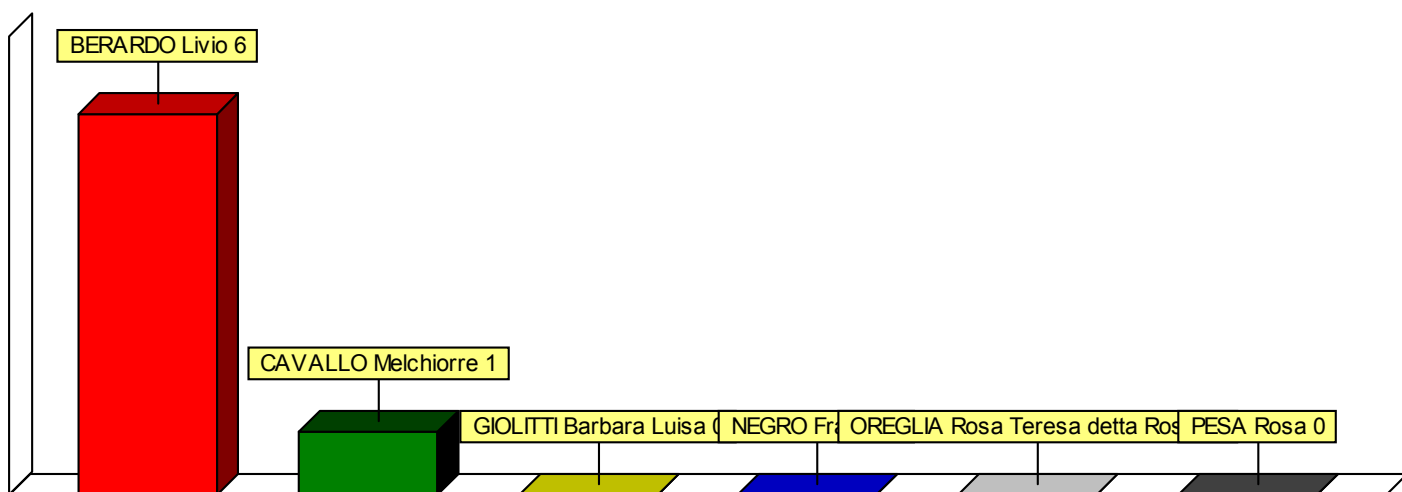 BERARDO Livio 6
CAVALLO Melchiorre 1
GIOLITTI Barbara Luisa
NEGRO
OREGLIA Rosa Teresa detta
PESA Rosa 0